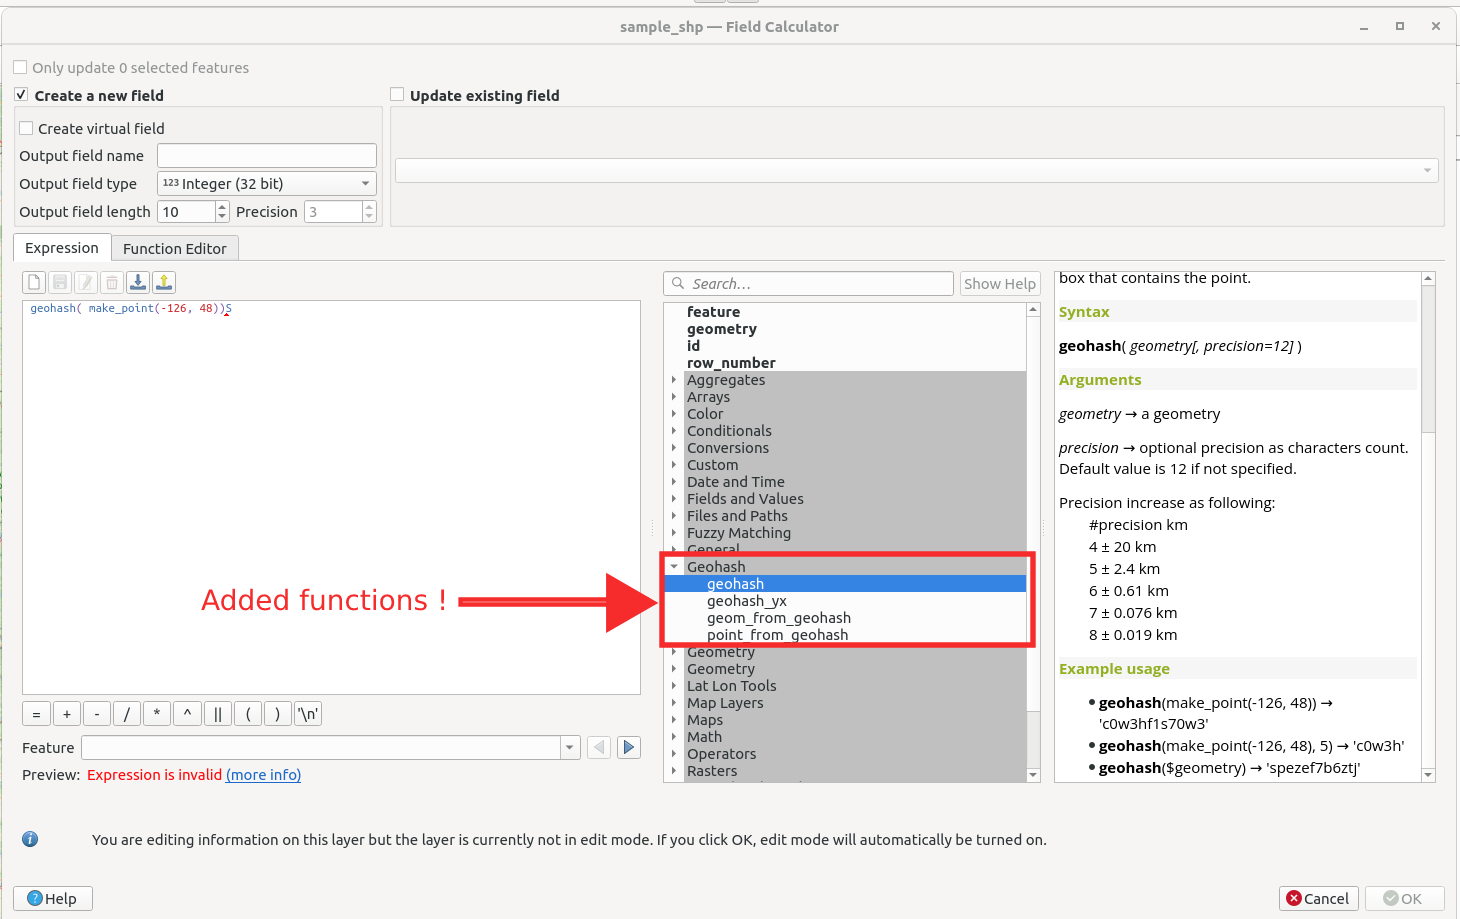 sample_shp — Field Calculator
Only update 0 selected features
Create a new field
Update existing field
Create virtual field
Output field name
Output field type
123 Integer (32 bit)
Output field length
10
Precision
3
Expression
Function Editor
Search...
Show Help
geohash( make_point(-126, 48))S
feature
geometry
id
row_number
Aggregates
Arrays
Color
Conditionals
Conversions
Custom
Date and Time
Fields and Values
Files and Paths
Fuzzy Matching
General
Geohash
geohash
geohash_yx
geom_from_geohash
point_from_geohash
Geometry
Geometry
Lat Lon Tools
Map Layers
Maps
Math
Operators
Rasters
Added functions !
box that contains the point.
Syntax
geohash( geometry[, precision=12] )
Arguments
geometry → a geometry
precision → optional precision as characters count.
Default value is 12 if not specified.
Precision increase as following:
#precision km
4 ± 20 km
5 ± 2.4 km
6 ± 0.61 km
7 ± 0.076 km
8 ± 0.019 km
Example usage
• geohash(make_point(-126, 48)) →
'c0w3hf1s70w3'
• geohash(make_point(-126, 48), 5) → 'c0w3h'
• geohash($geometry) → 'spezef7b6ztj'
= + - / * ^ || ( ) '\n'
Feature
Preview: Expression is invalid (more info)
You are editing information on this layer but the layer is currently not in edit mode. If you click OK, edit mode will automatically be turned on.
Help
Cancel
OK